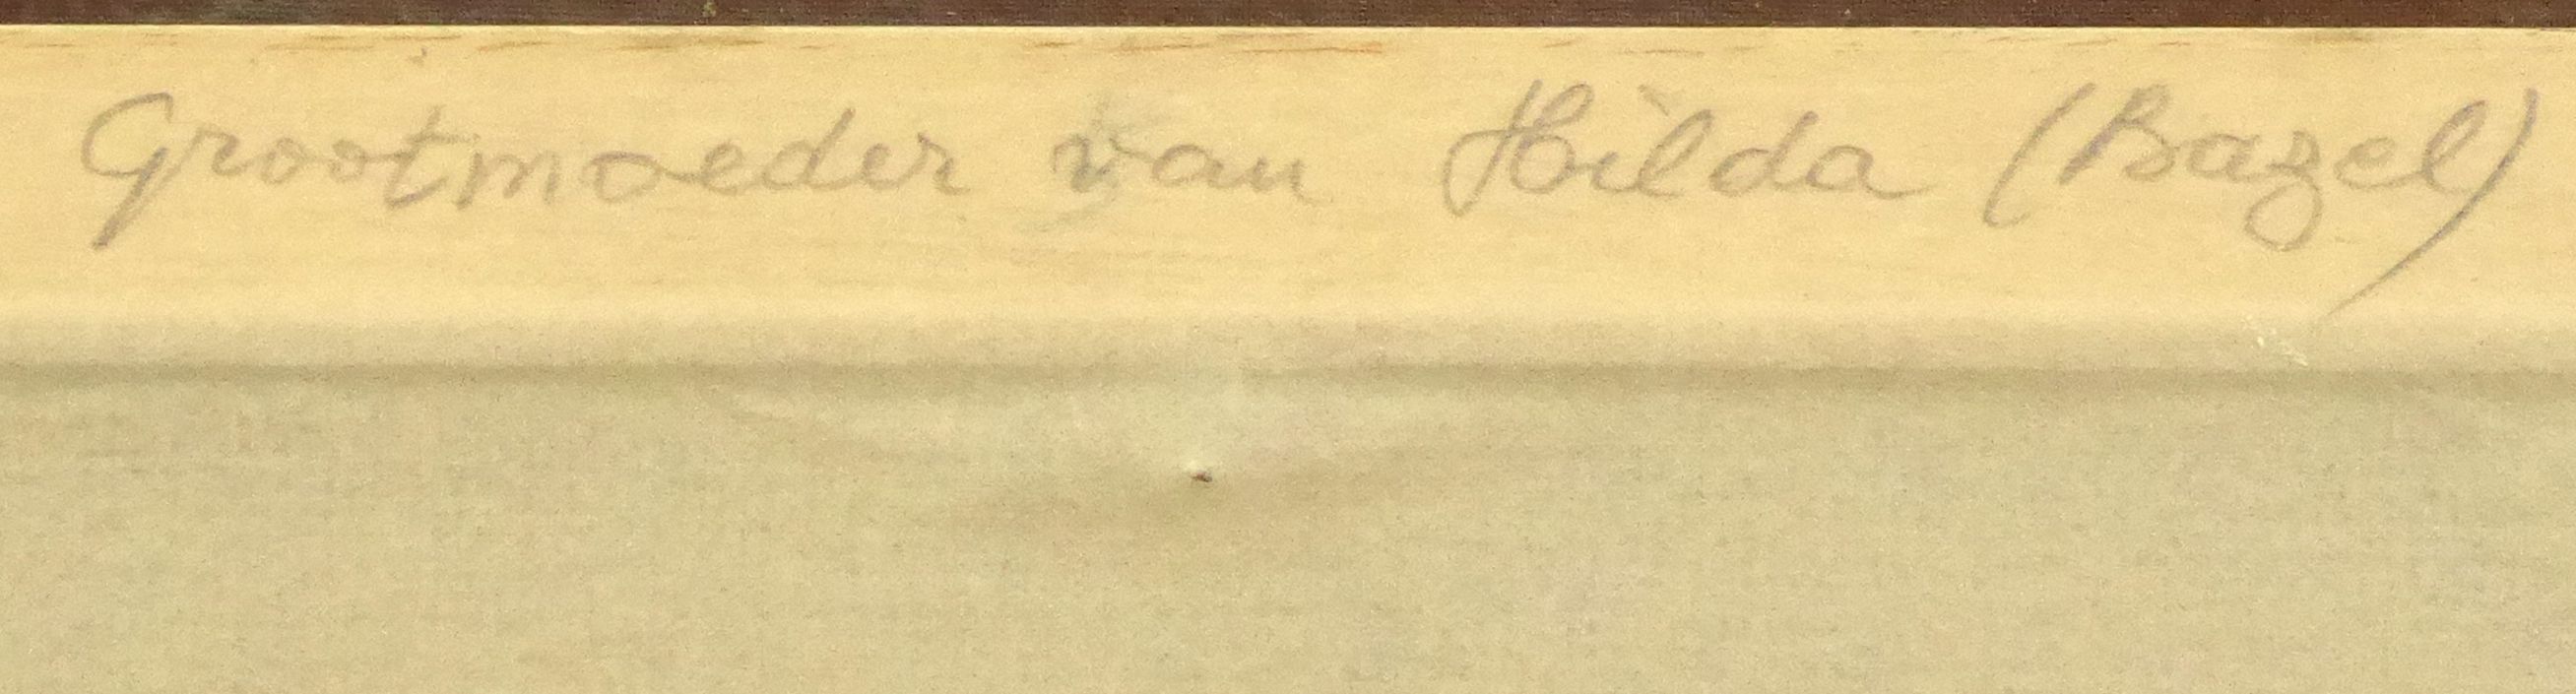 Grootmoeder van Hilda (Bazel)